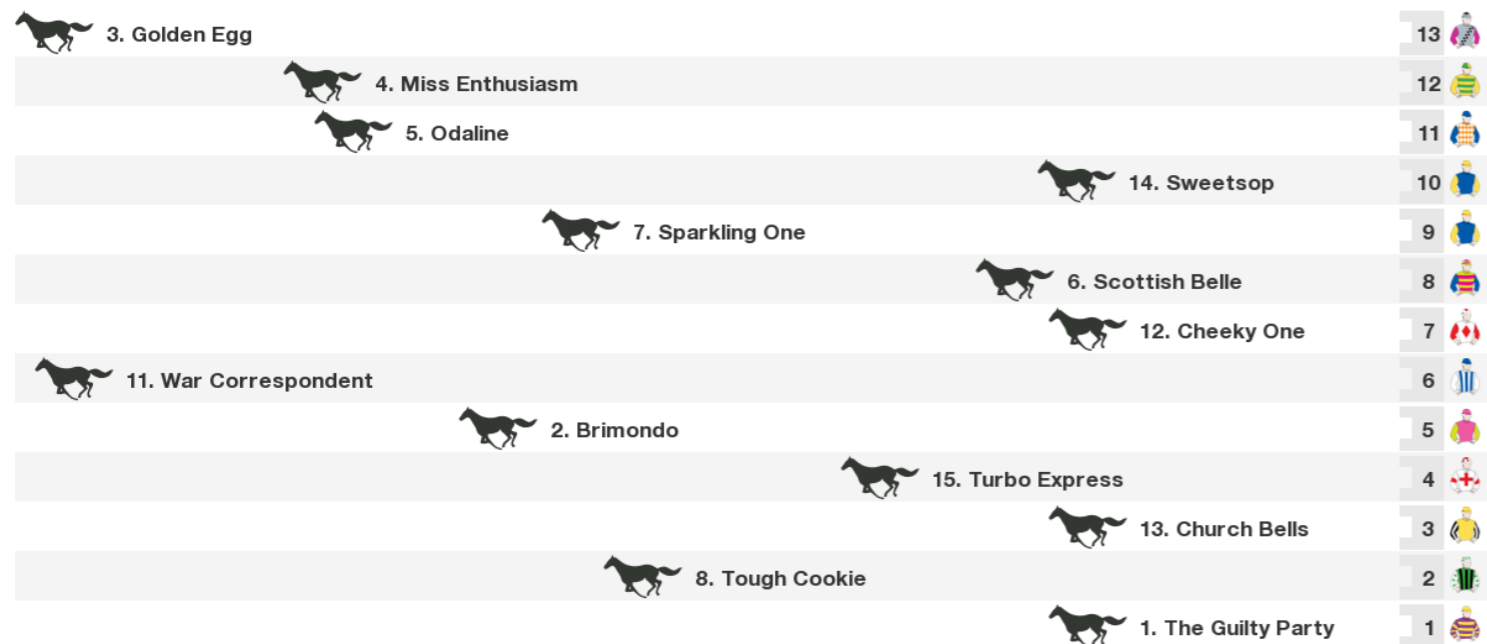 3. Golden Egg 13
4. Miss Enthusiasm 12
5. Odaline 11
14. Sweetsop 10
7. Sparkling One 9
6. Scottish Belle 8
12. Cheeky One 7
11. War Correspondent 6
2. Brimondo 5
15. Turbo Express 4
13. Church Bells 3
8. Tough Cookie 2
1. The Guilty Party 1